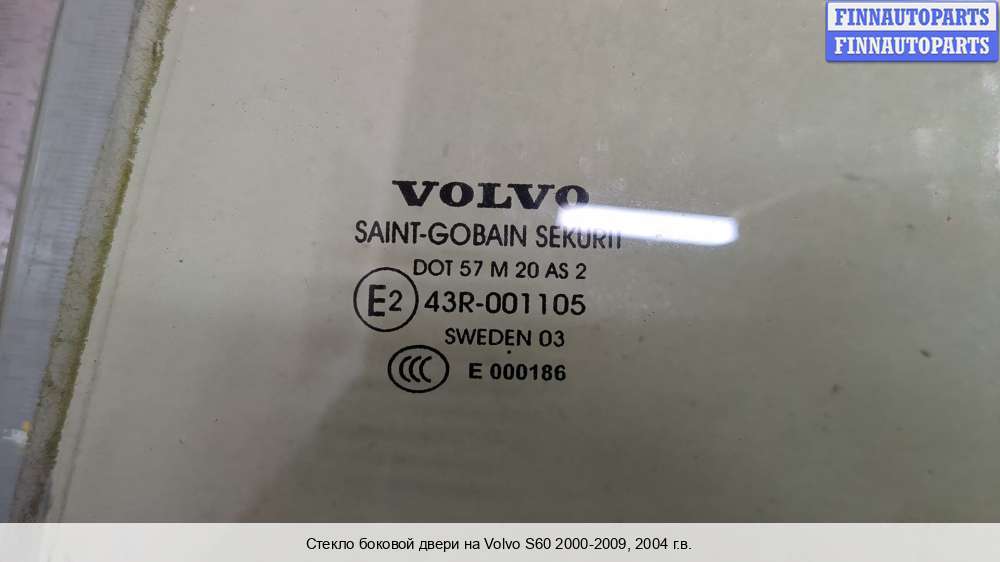 FINNAUTOPARTS
FINNAUTOPARTS
VOLVO
SAINT-GOBAIN SEKURIT
DOT 57 M 20 AS 2
E2 43R-001105
SWEDEN 03
CCC E 000186
Стекло боковой двери на Volvo S60 2000-2009, 2004 г.в.